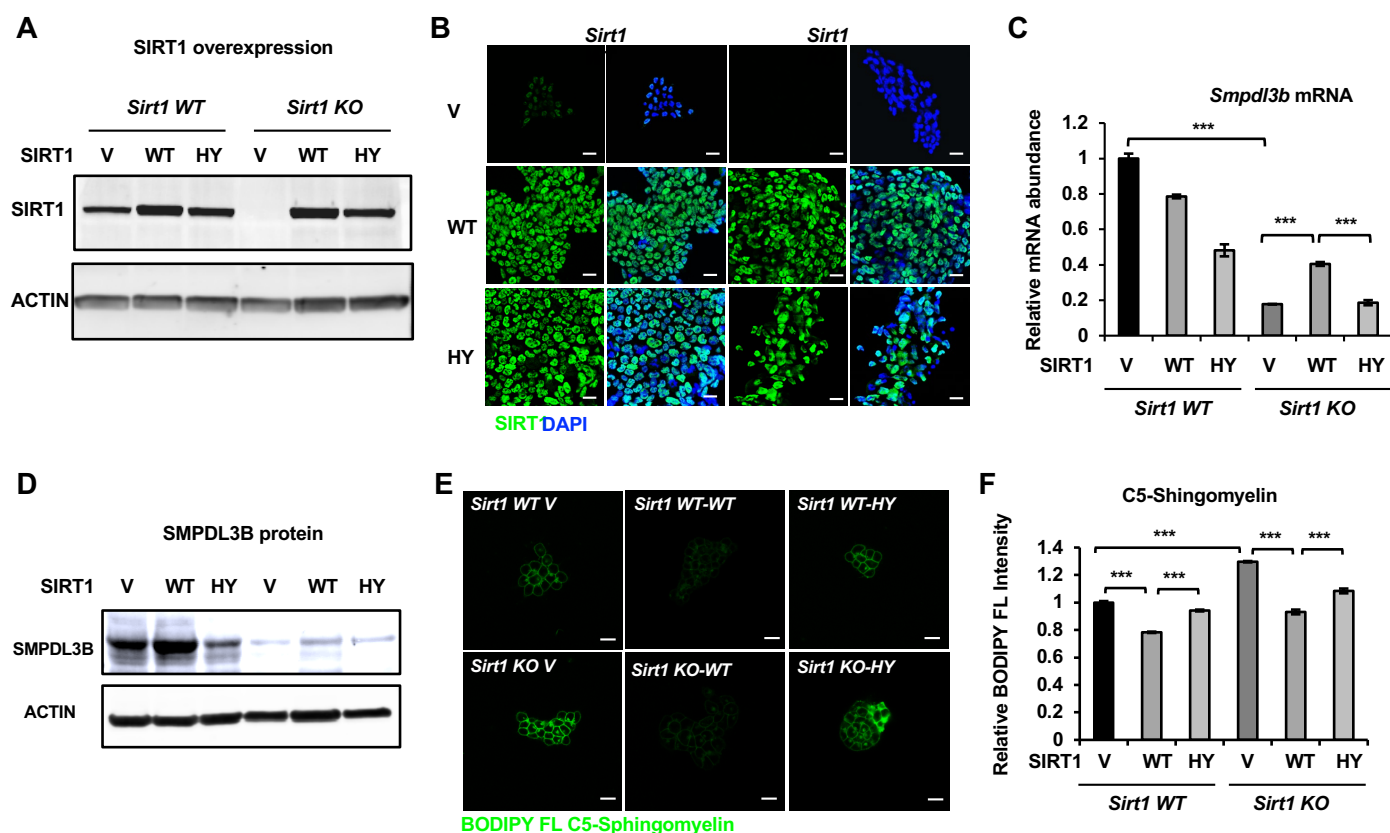 A
SIRT1 overexpression
Sirt1 WT Sirt1 KO
SIRT1 V WT HY V WT HY
SIRT1
ACTIN
B
Sirt1 Sirt1
V
WT
HY
SIRT1 DAPI
C
Smpdl3b mRNA
Relative mRNA abundance
1.2
1
0.8
0.6
0.4
0.2
0
***
*** ***
SIRT1 V WT HY V WT HY
Sirt1 WT Sirt1 KO
D
SMPDL3B protein
SIRT1 V WT HY V WT HY
SMPDL3B
ACTIN
E
Sirt1 WT V Sirt1 WT-WT Sirt1 WT-HY
Sirt1 KO V Sirt1 KO-WT Sirt1 KO-HY
BODIPY FL C5-Sphingomyelin
F
C5-Shingomyelin
Relative BODIPY FL Intensity
1.4
1.2
1
0.8
0.6
0.4
0.2
0
***
*** *** *** ***
SIRT1 V WT HY V WT HY
Sirt1 WT Sirt1 KO